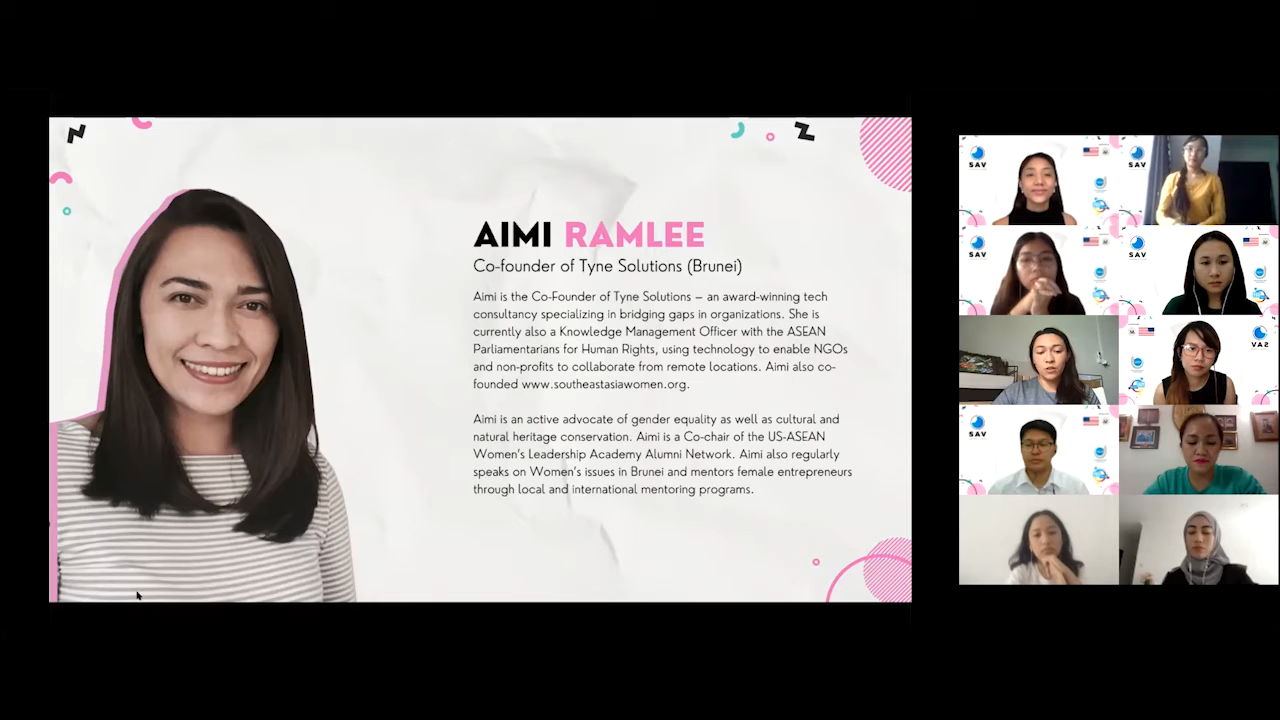 AIMI RAMLEE
Co-founder of Tyne Solutions (Brunei)
Aimi is the Co-Founder of Tyne Solutions – an award-winning tech
consultancy specializing in bridging gaps in organizations. She is
currently also a Knowledge Management Officer with the ASEAN
Parliamentarians for Human Rights, using technology to enable NGOs
and non-profits to collaborate from remote locations. Aimi also co-
founded www.southeastasiawomen.org.
Aimi is an active advocate of gender equality as well as cultural and
natural heritage conservation. Aimi is a Co-chair of the US-ASEAN
Women's Leadership Academy Alumni Network. Aimi also regularly
speaks on Women's issues in Brunei and mentors female entrepreneurs
through local and international mentoring programs.
SAV
SAV
SAV
SAV
SAV
SAV